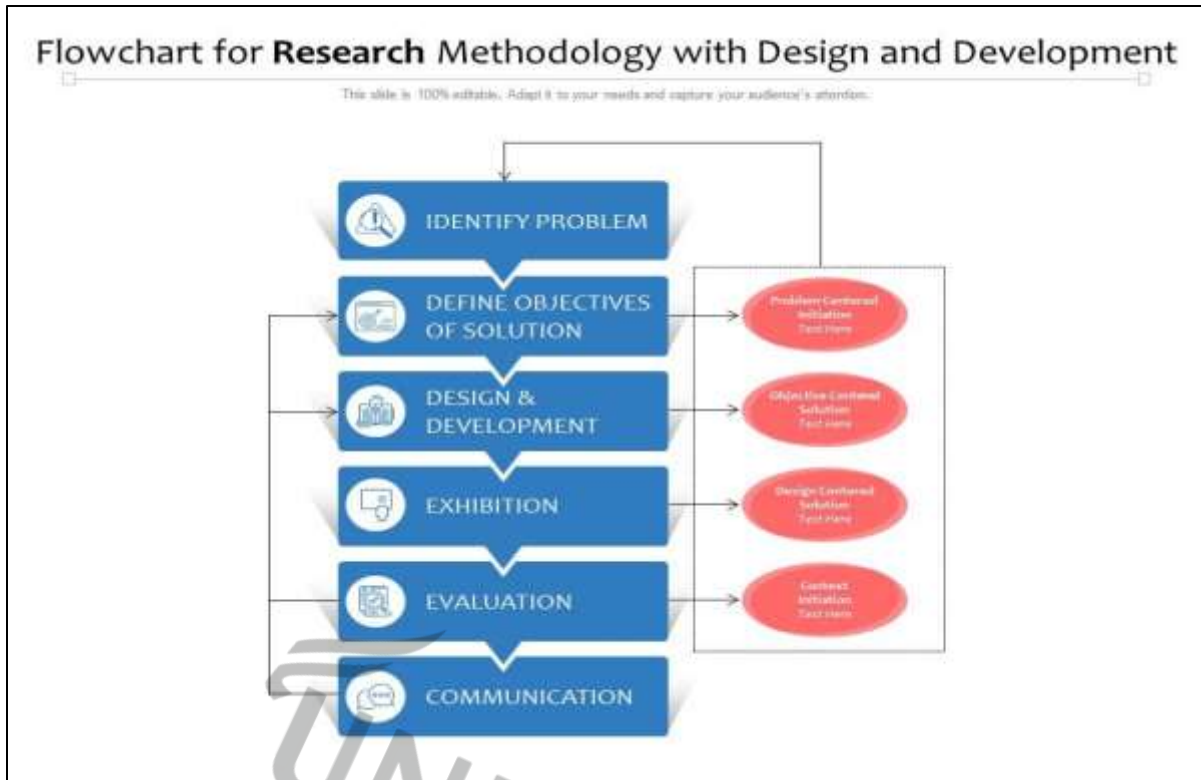 Flowchart for Research Methodology with Design and Development
This slide is 100% editable. Adapt it to your needs and capture your audience's attention.
IDENTIFY PROBLEM
DEFINE OBJECTIVES
OF SOLUTION
Problem Centered
Initiation
Text Here
DESIGN &
DEVELOPMENT
Objective Centered
Solution
Text Here
EXHIBITION
Design Centered
Solution
Text Here
EVALUATION
Context
Initiation
Text Here
COMMUNICATION